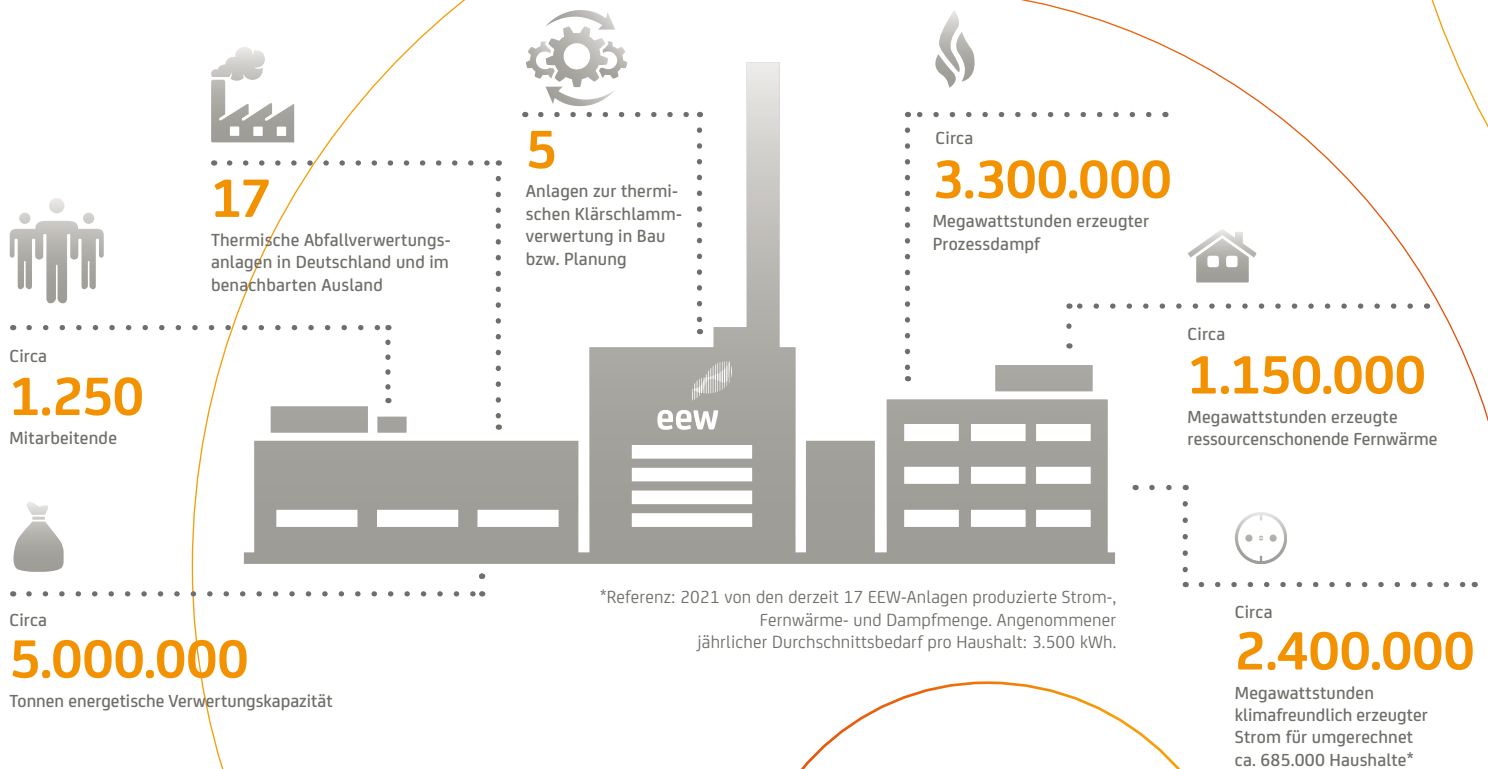 17
Thermische Abfallverwertungs-
anlagen in Deutschland und im
benachbarten Ausland
5
Anlagen zur thermi-
schen Klärschlamm-
verwertung in Bau
bzw. Planung
Circa
3.300.000
Megawattstunden erzeugter
Prozessdampf
Circa
1.250
Mitarbeitende
Circa
1.150.000
Megawattstunden erzeugte
ressourcenschonende Fernwärme
eew
Circa
5.000.000
Tonnen energetische Verwertungskapazität
*Referenz: 2021 von den derzeit 17 EEW-Anlagen produzierte Strom-,
Fernwärme- und Dampfmenge. Angenommener
jährlicher Durchschnittsbedarf pro Haushalt: 3.500 kWh.
Circa
2.400.000
Megawattstunden
klimafreundlich erzeugter
Strom für umgerechnet
ca. 685.000 Haushalte*